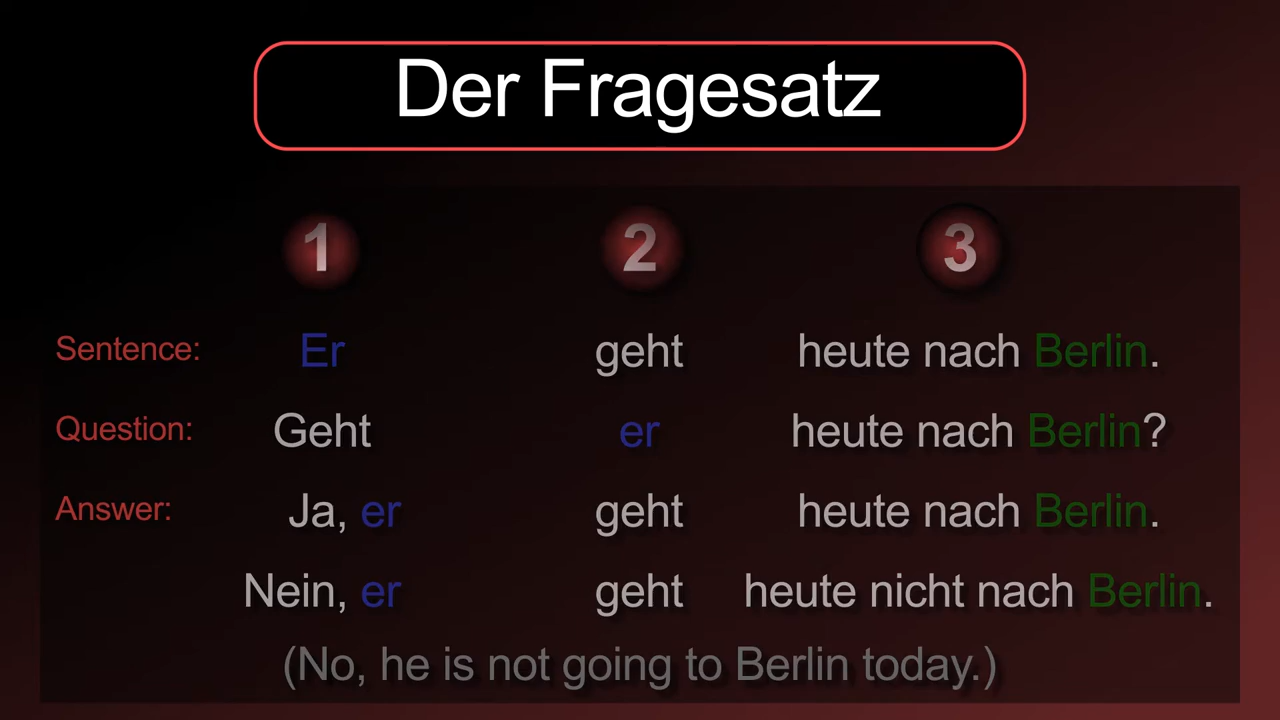 Der Fragesatz
1 2 3
Sentence: Er geht heute nach Berlin.
Question: Geht er heute nach Berlin?
Answer: Ja, er geht heute nach Berlin.
Nein, er geht heute nicht nach Berlin.
(No, he is not going to Berlin today.)